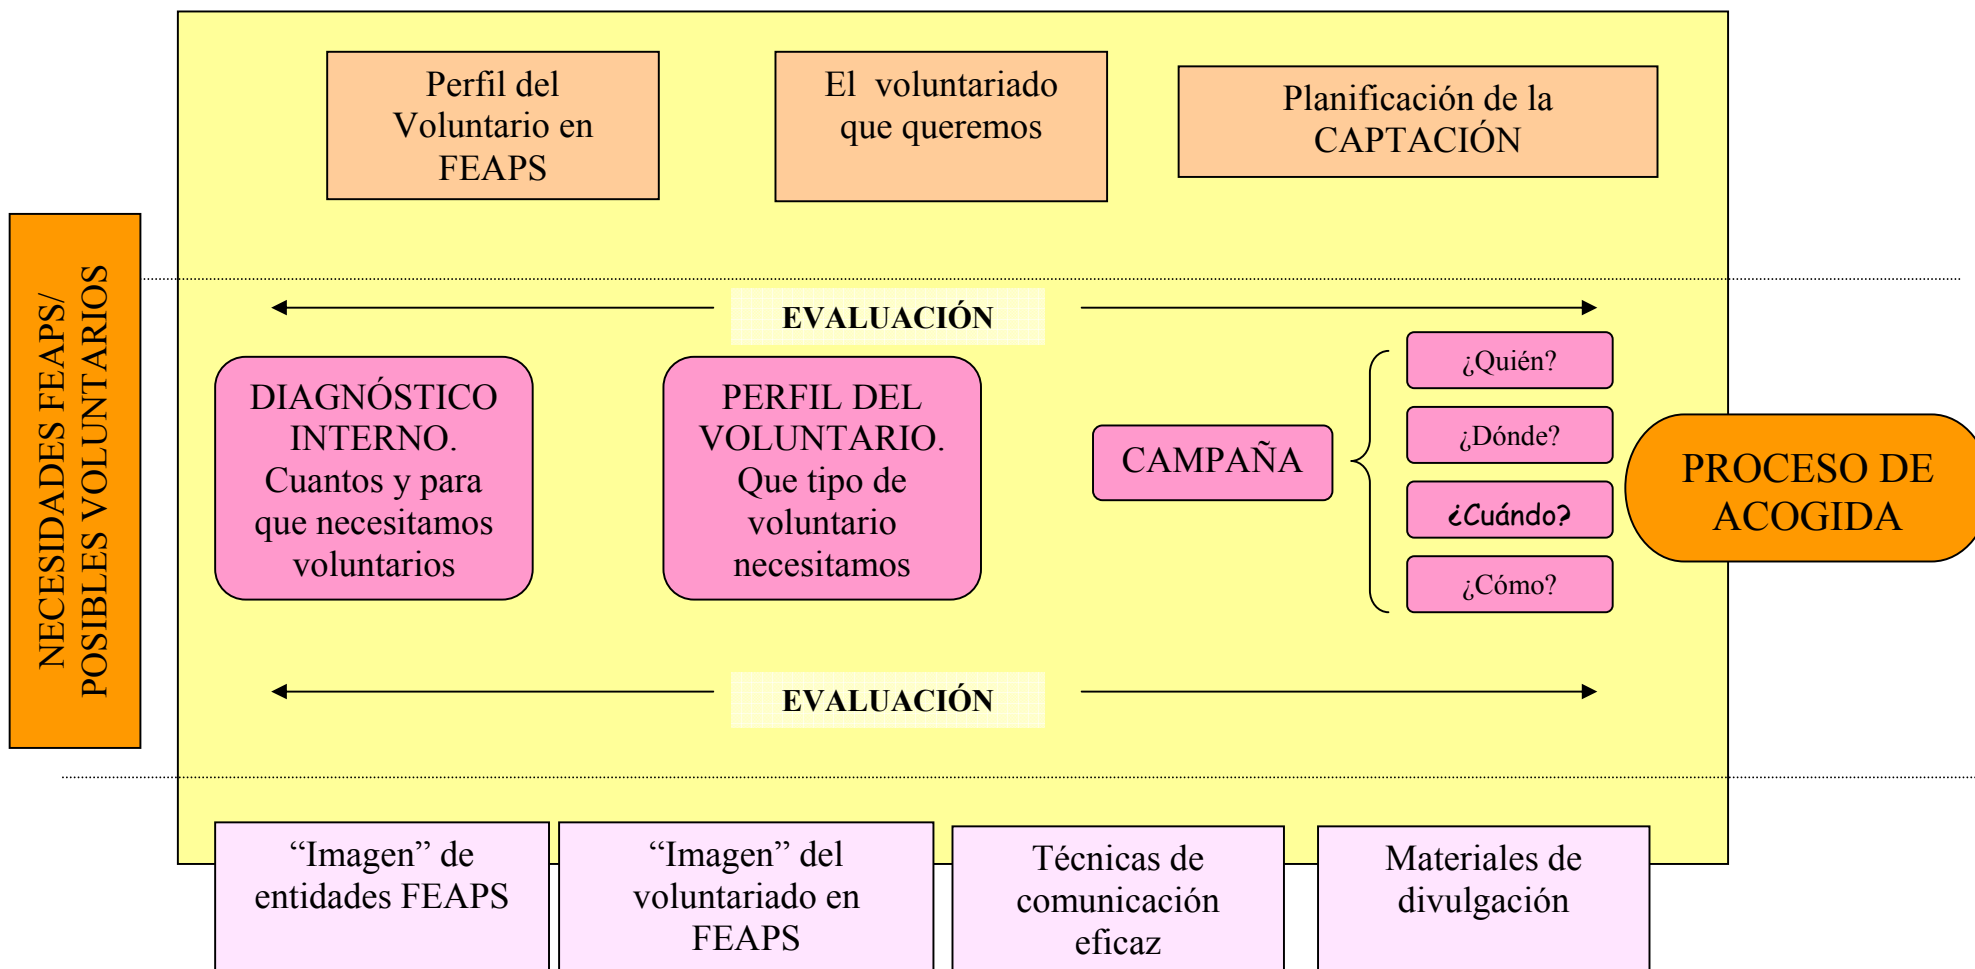 Perfil del
Voluntario en
FEAPS
El voluntariado
que queremos
Planificación de la
CAPTACIÓN
NECESIDADES FEAPS/
POSIBLES VOLUNTARIOS
EVALUACIÓN
DIAGNÓSTICO
INTERNO.
Cuantos y para
que necesitamos
voluntarios
PERFIL DEL
VOLUNTARIO.
Que tipo de
voluntario
necesitamos
CAMPAÑA
¿Quién?
¿Dónde?
¿Cuándo?
¿Cómo?
PROCESO DE
ACOGIDA
EVALUACIÓN
“Imagen” de
entidades FEAPS
“Imagen” del
voluntariado en
FEAPS
Técnicas de
comunicación
eficaz
Materiales de
divulgación